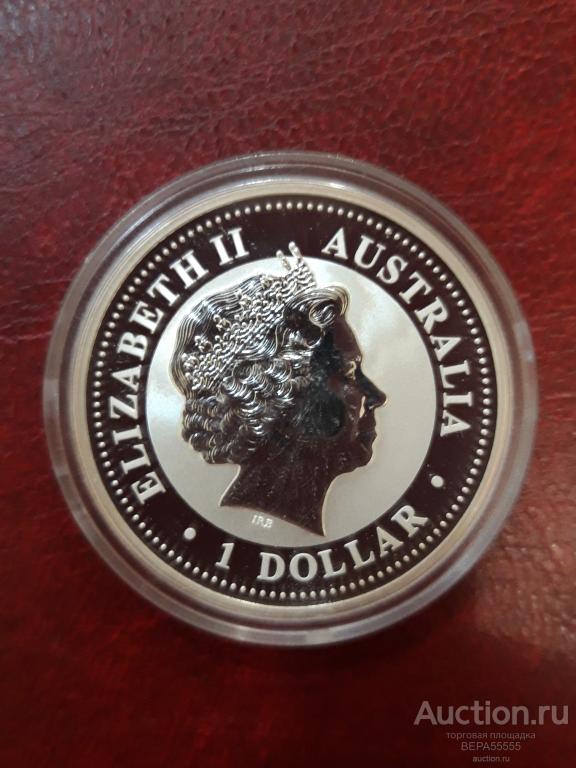 ELIZABETH II
AUSTRALIA
• 1 DOLLAR •
IRB
Auction.ru
торговая площадка
ВЕРА55555
auction.ru